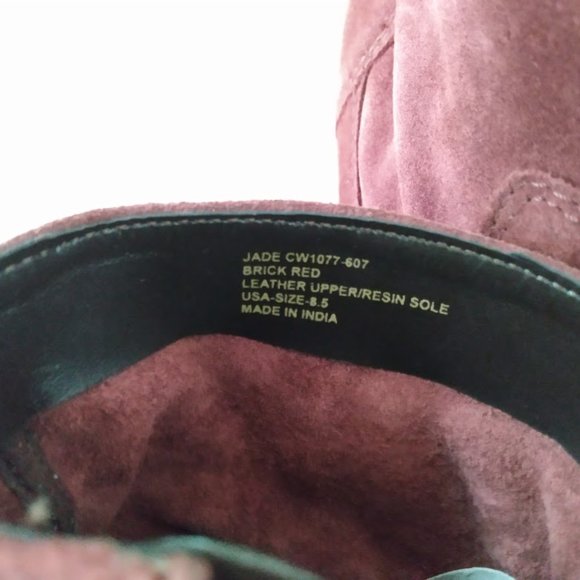 JADE CW1077-607
BRICK RED
LEATHER UPPER/RESIN SOLE
USA-SIZE-8.5
MADE IN INDIA